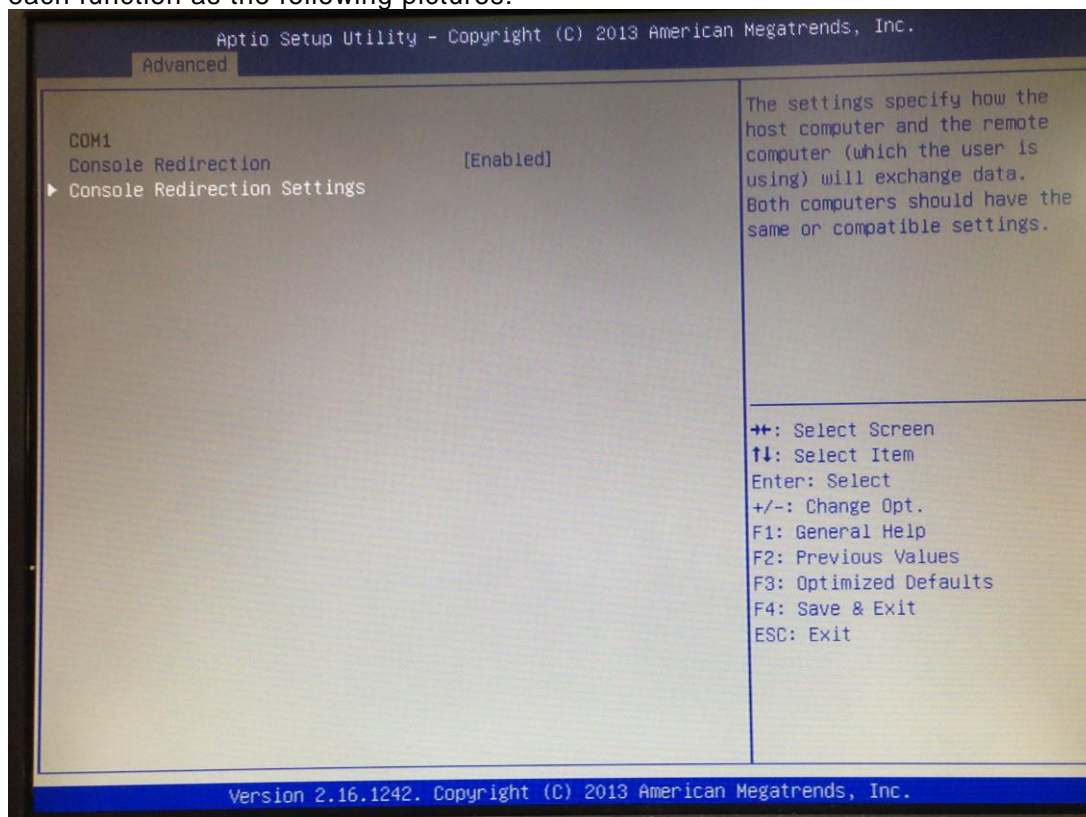 each function as the following pictures.
Aptio Setup Utility – Copyright (C) 2013 American Megatrends, Inc.
Advanced
COM1
Console Redirection [Enabled]
► Console Redirection Settings
The settings specify how the
host computer and the remote
computer (which the user is
using) will exchange data.
Both computers should have the
same or compatible settings.
→←: Select Screen
↑↓: Select Item
Enter: Select
+/-: Change Opt.
F1: General Help
F2: Previous Values
F3: Optimized Defaults
F4: Save & Exit
ESC: Exit
Version 2.16.1242. Copyright (C) 2013 American Megatrends, Inc.